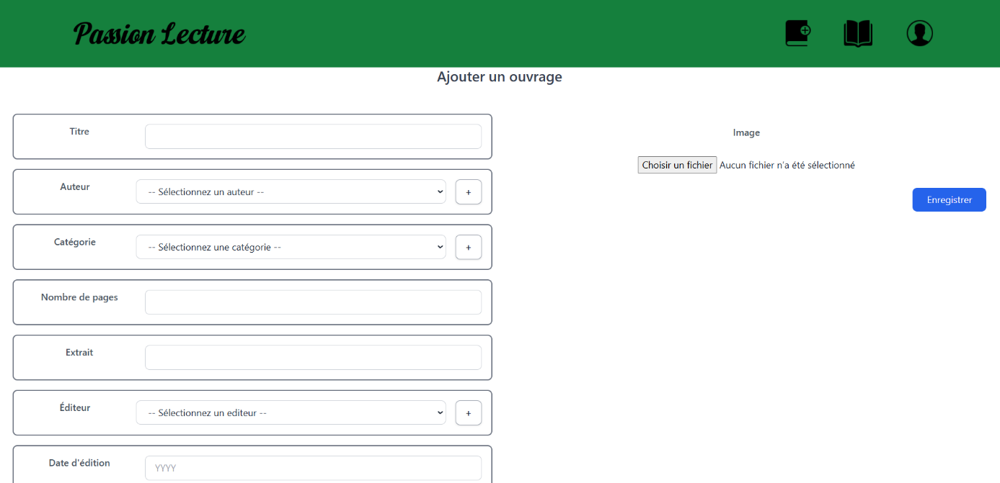 Passion Lecture
Ajouter un ouvrage
Titre
Auteur
-- Sélectionnez un auteur --
+
Catégorie
-- Sélectionnez une catégorie --
+
Nombre de pages
Extrait
Éditeur
-- Sélectionnez un editeur --
+
Date d'édition
YYYY
Image
Choisir un fichier Aucun fichier n'a été sélectionné
Enregistrer